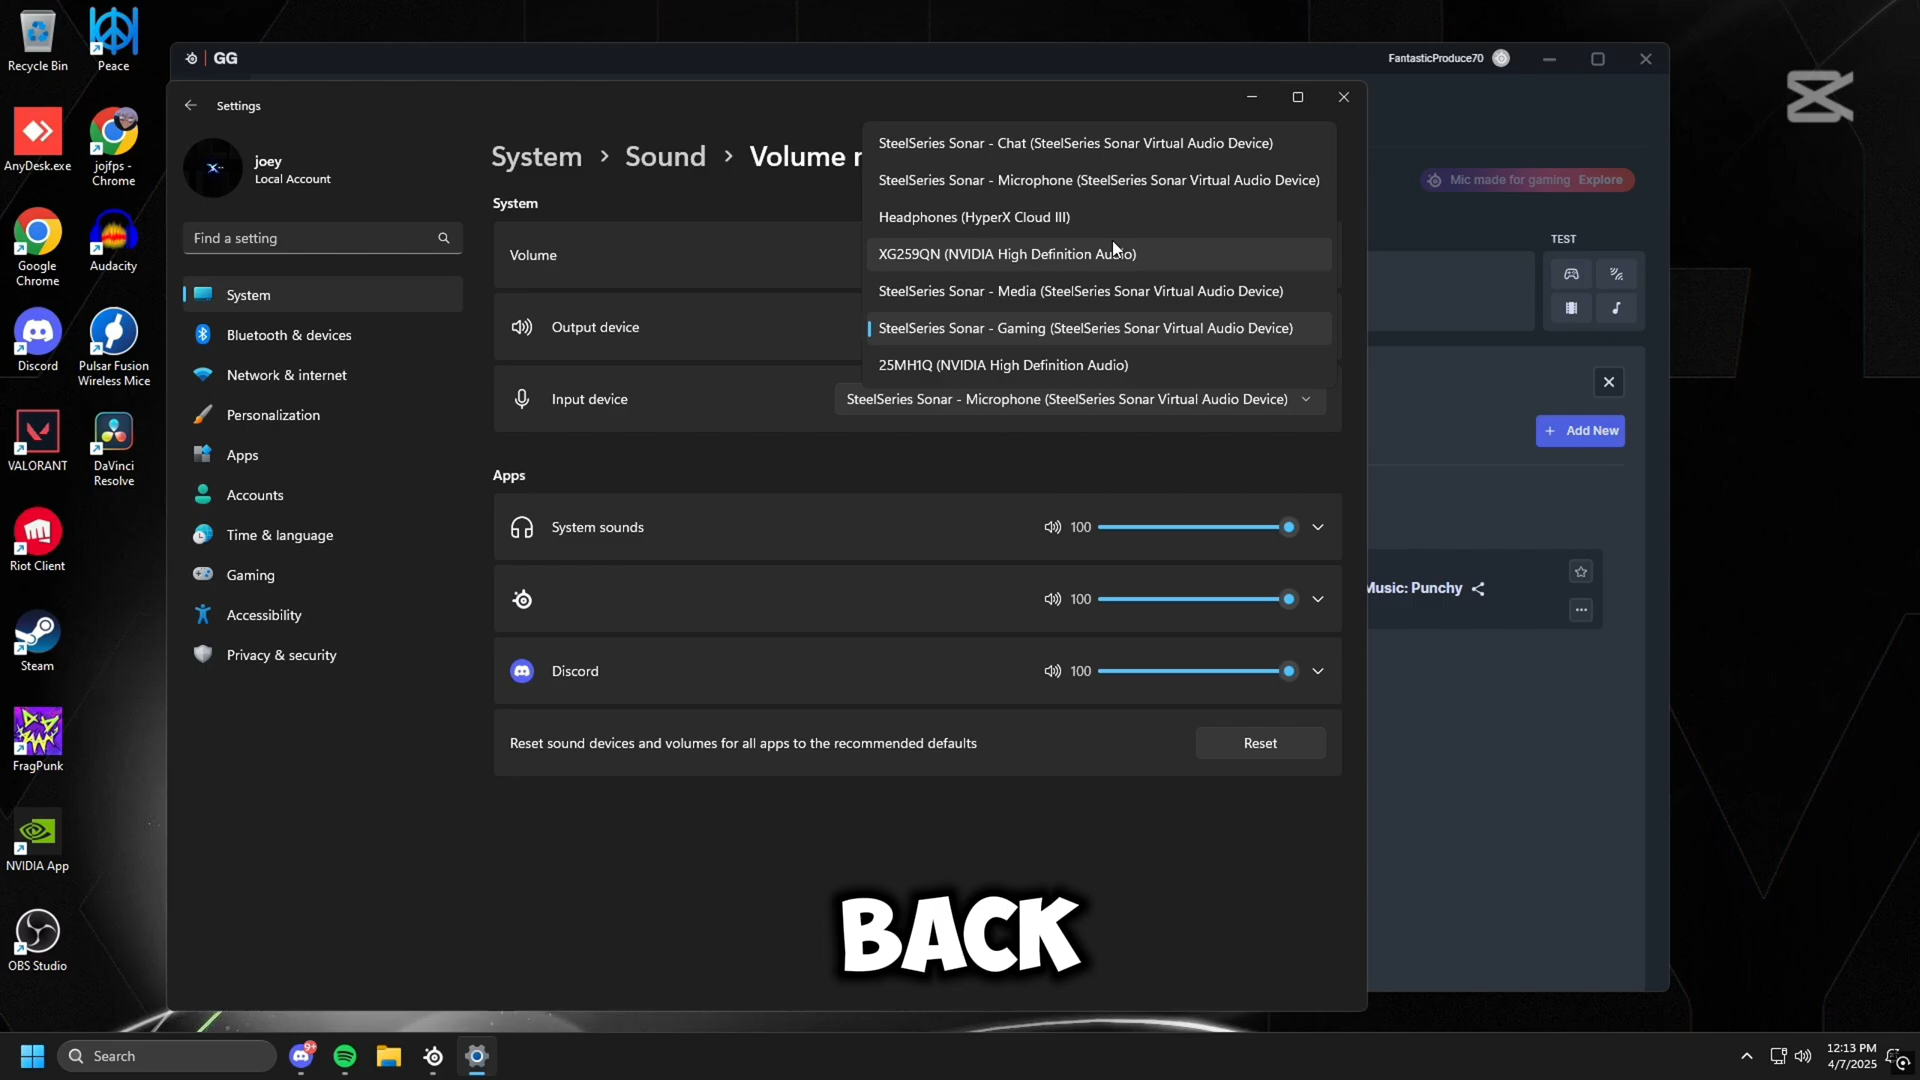 Recycle Bin
Peace
AnyDesk.exe
jojfps -
Chrome
Google
Chrome
Audacity
Discord
Pulsar Fusion
Wireless Mice
VALORANT
DaVinci
Resolve
Riot Client
Steam
FragPunk
NVIDIA App
OBS Studio
GG
FantasticProduce70
Settings
joey
Local Account
Find a setting
System
Bluetooth & devices
Network & internet
Personalization
Apps
Accounts
Time & language
Gaming
Accessibility
Privacy & security
System > Sound > Volume
System
Volume
Output device
Input device
SteelSeries Sonar - Chat (SteelSeries Sonar Virtual Audio Device)
SteelSeries Sonar - Microphone (SteelSeries Sonar Virtual Audio Device)
Headphones (HyperX Cloud III)
XG259QN (NVIDIA High Definition Audio)
SteelSeries Sonar - Media (SteelSeries Sonar Virtual Audio Device)
SteelSeries Sonar - Gaming (SteelSeries Sonar Virtual Audio Device)
25MH1Q (NVIDIA High Definition Audio)
SteelSeries Sonar - Microphone (SteelSeries Sonar Virtual Audio Device)
Apps
System sounds
100
100
Discord
100
Reset sound devices and volumes for all apps to the recommended defaults
Reset
Mic made for gaming Explore
TEST
+ Add New
Music: Punchy
BACK
Search
9+
12:13 PM
4/7/2025